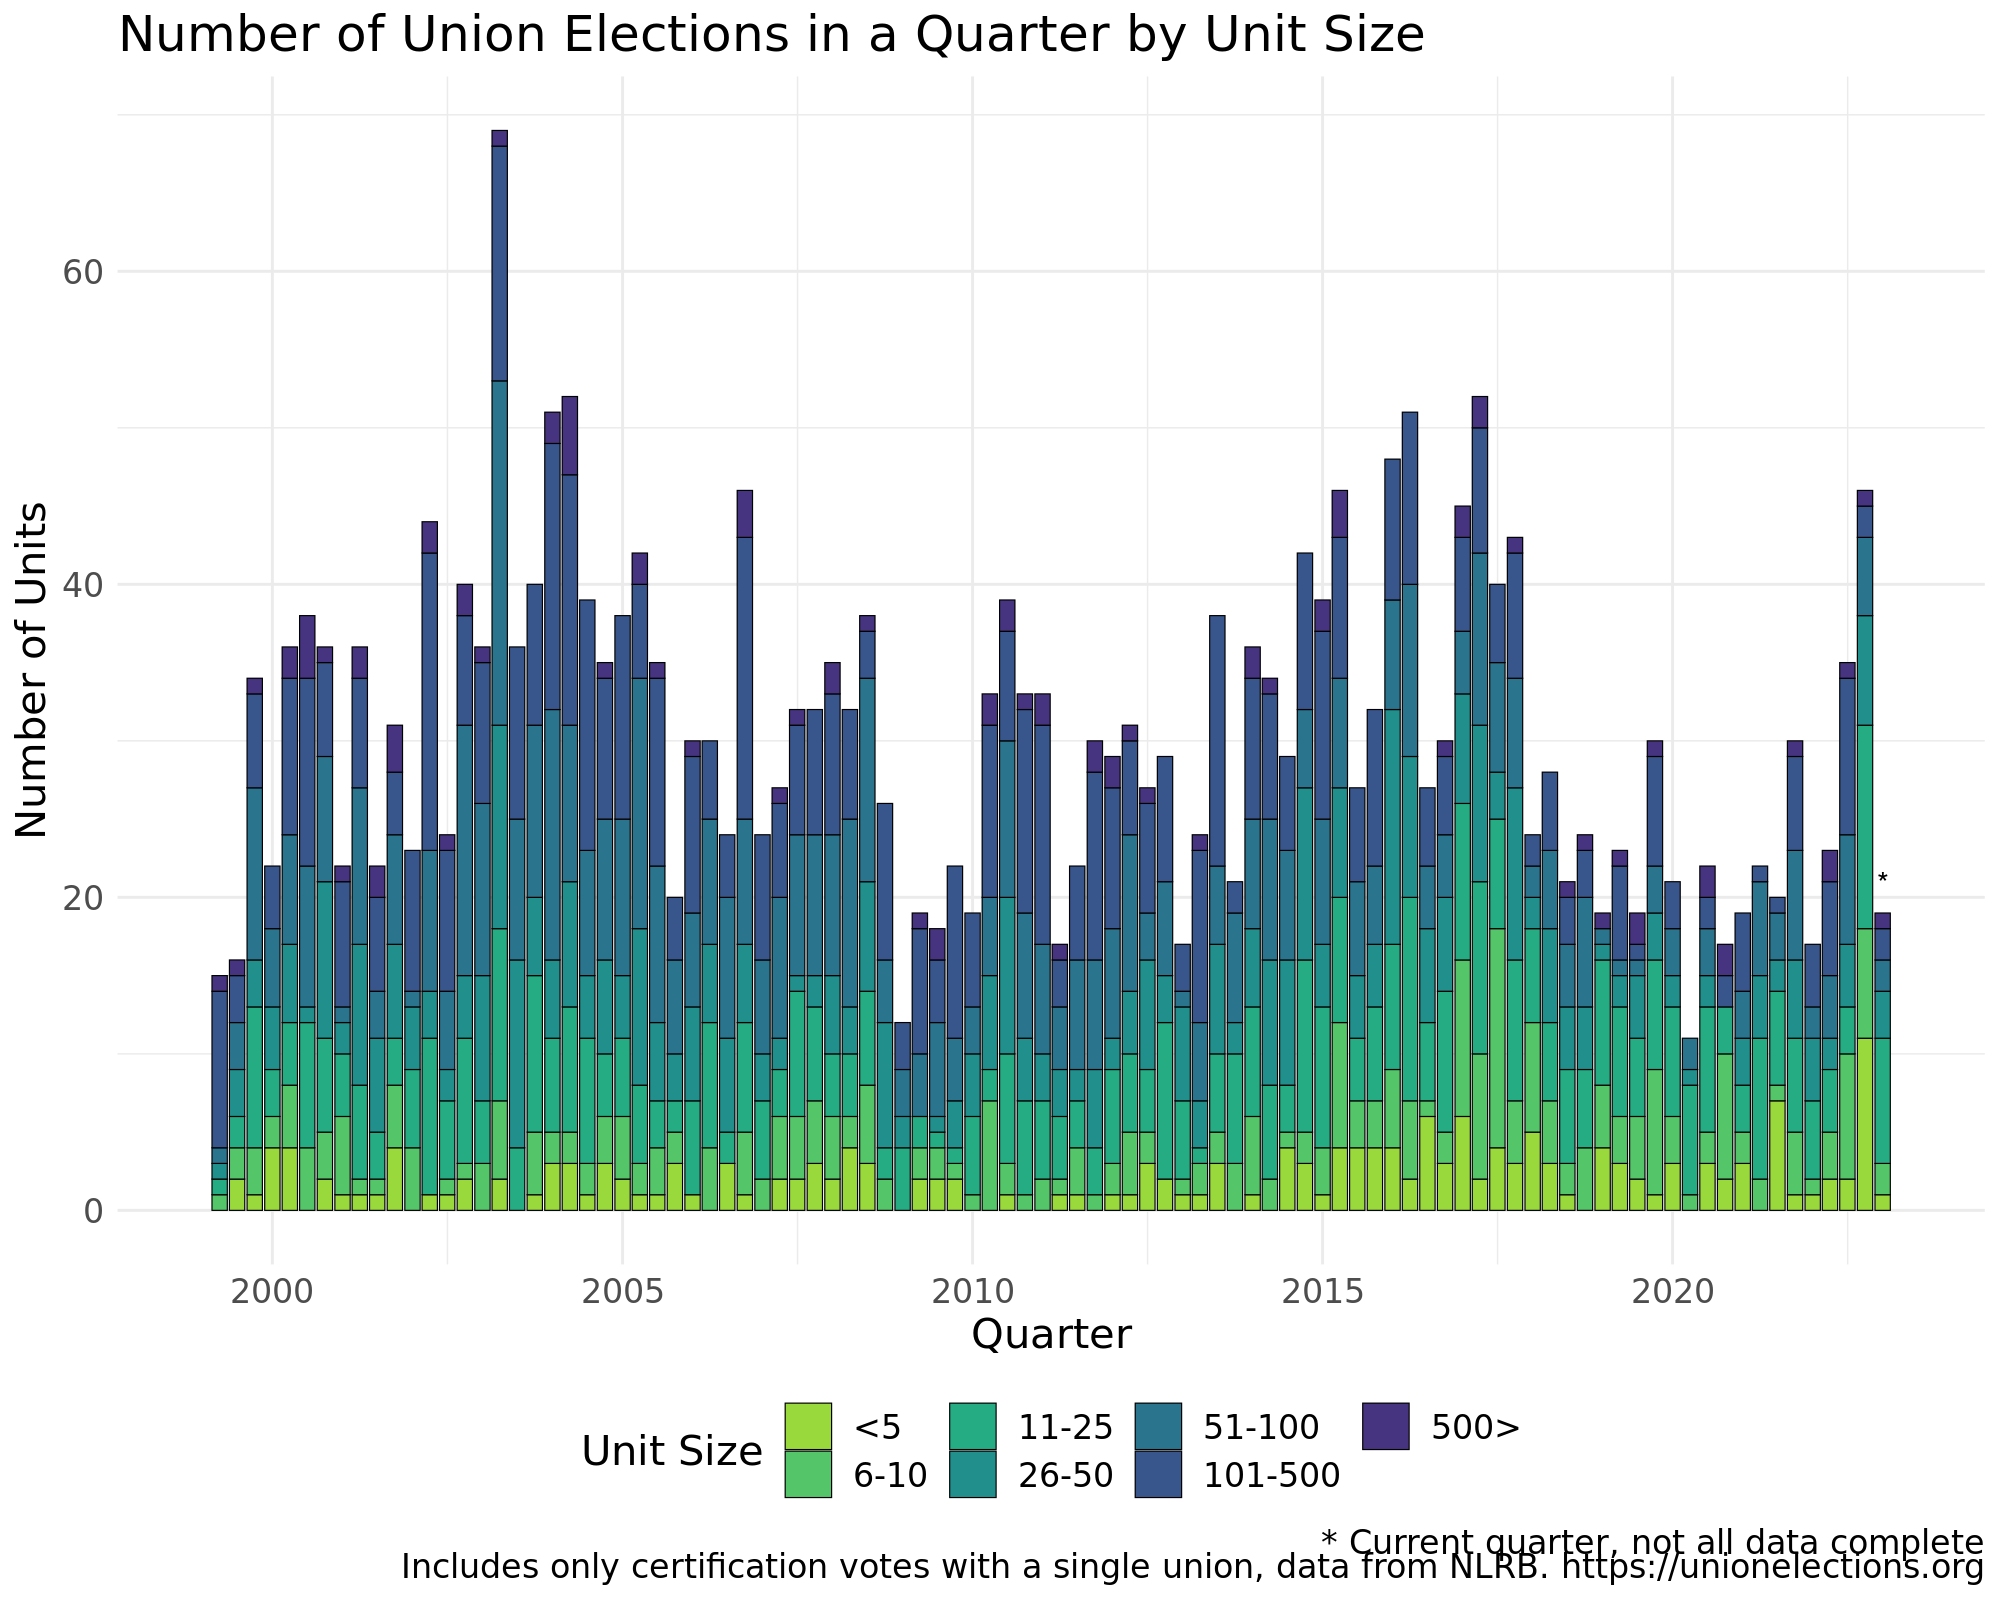 Number of Union Elections in a Quarter by Unit Size
Number of Units
60
40
20
0
*
2000 2005 2010 2015 2020
Quarter
Unit Size
<5 11-25 51-100 500>
6-10 26-50 101-500
* Current quarter, not all data complete
Includes only certification votes with a single union, data from NLRB. https://unionelections.org